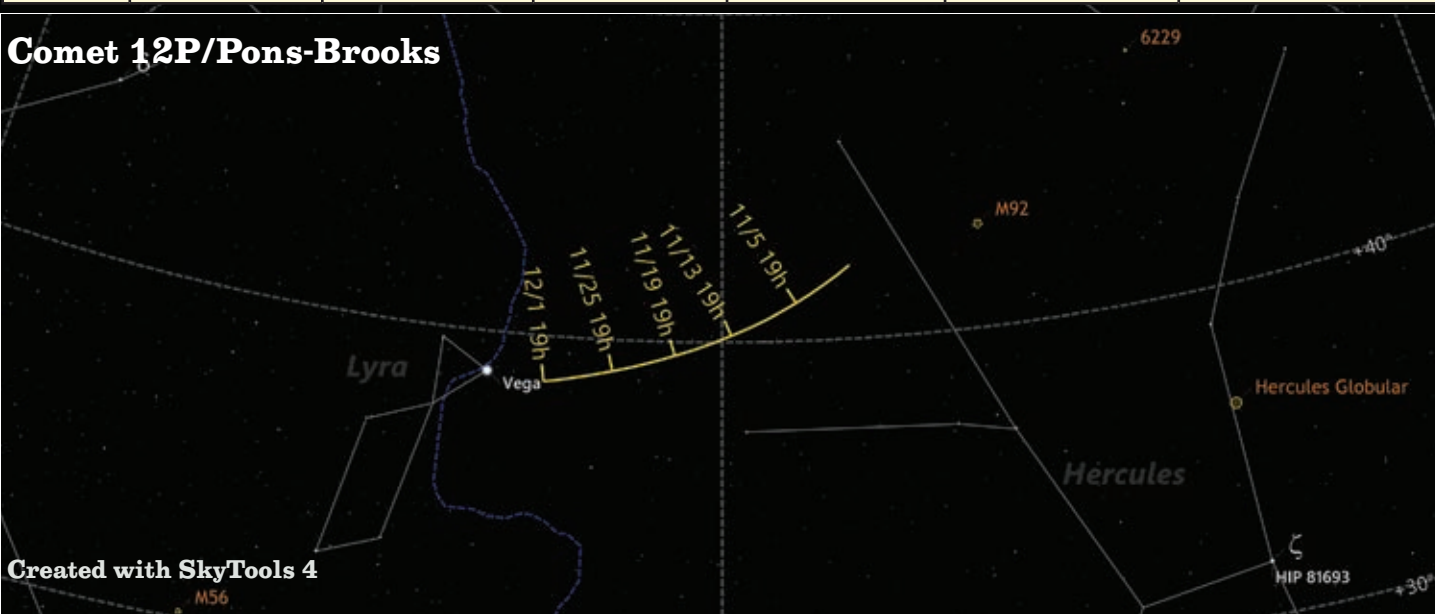 6229
Comet 12P/Pons-Brooks
M92
+40°
11/5 19h
11/13 19h
11/19 19h
11/25 19h
12/1 19h
Lyra
Vega
Hercules Globular
Hercules
ζ
HIP 81693
Created with SkyTools 4
+30°
M56